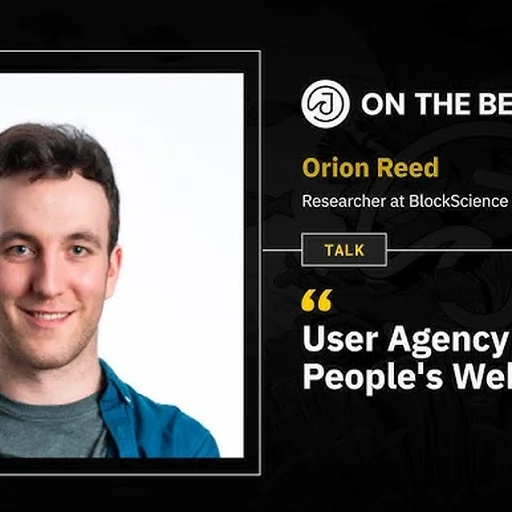 ON THE BE
Orion Reed
Researcher at BlockScience
TALK
“
User Agency
People's Wel